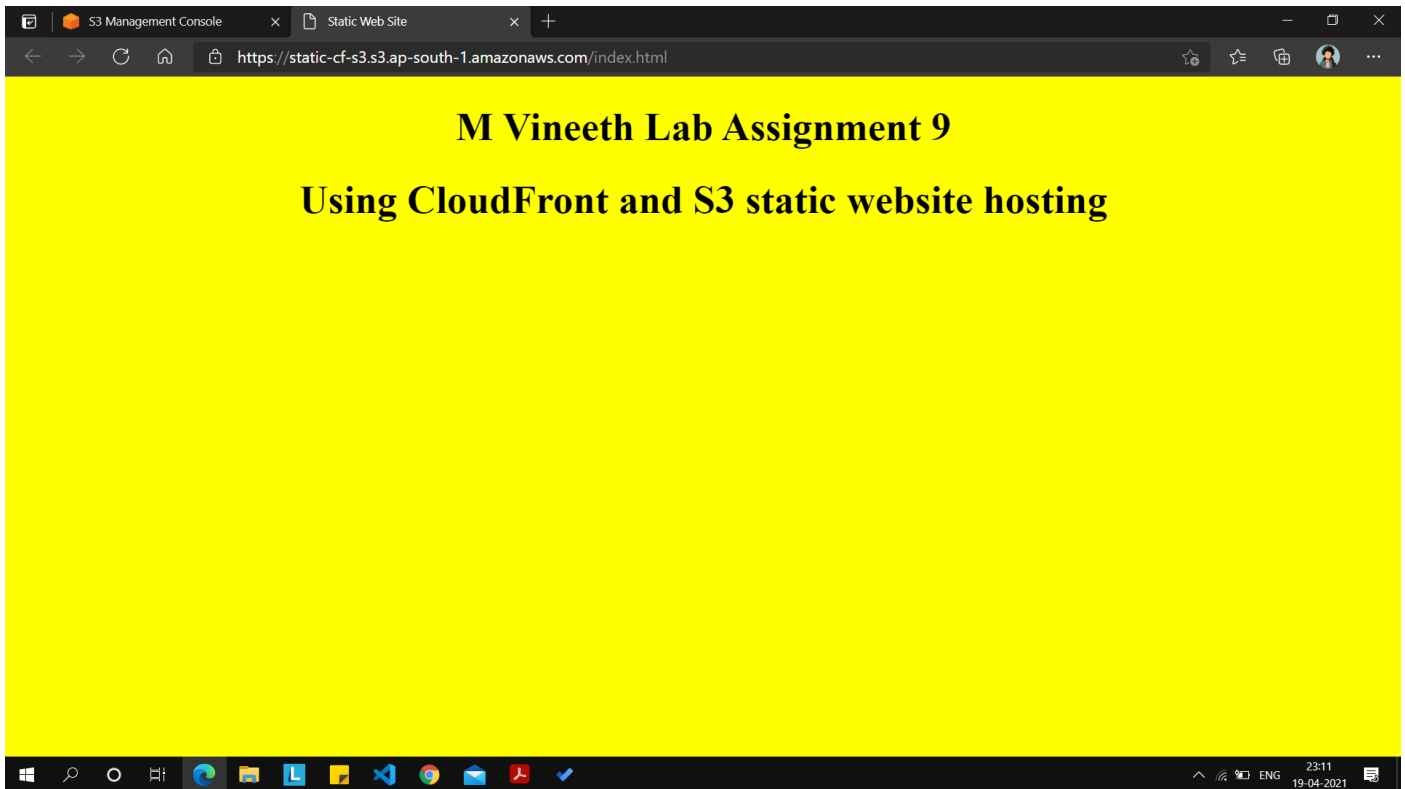 S3 Management Console
Static Web Site
https://static-cf-s3.s3.ap-south-1.amazonaws.com/index.html
M Vineeth Lab Assignment 9
Using CloudFront and S3 static website hosting
L
ENG
23:11
19-04-2021